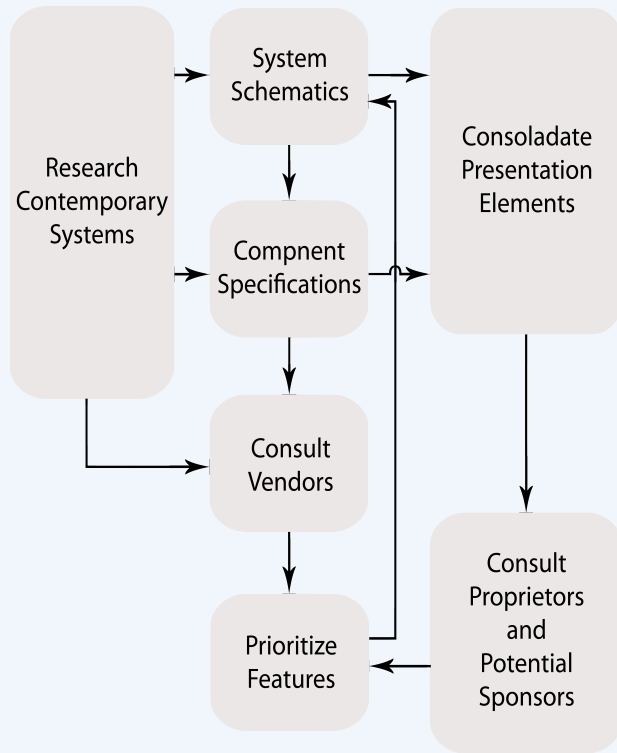 Research
Contemporary
Systems
System
Schematics
Compnent
Specifications
Consult
Vendors
Prioritize
Features
Consoladate
Presentation
Elements
Consult
Proprietors
and
Potential
Sponsors